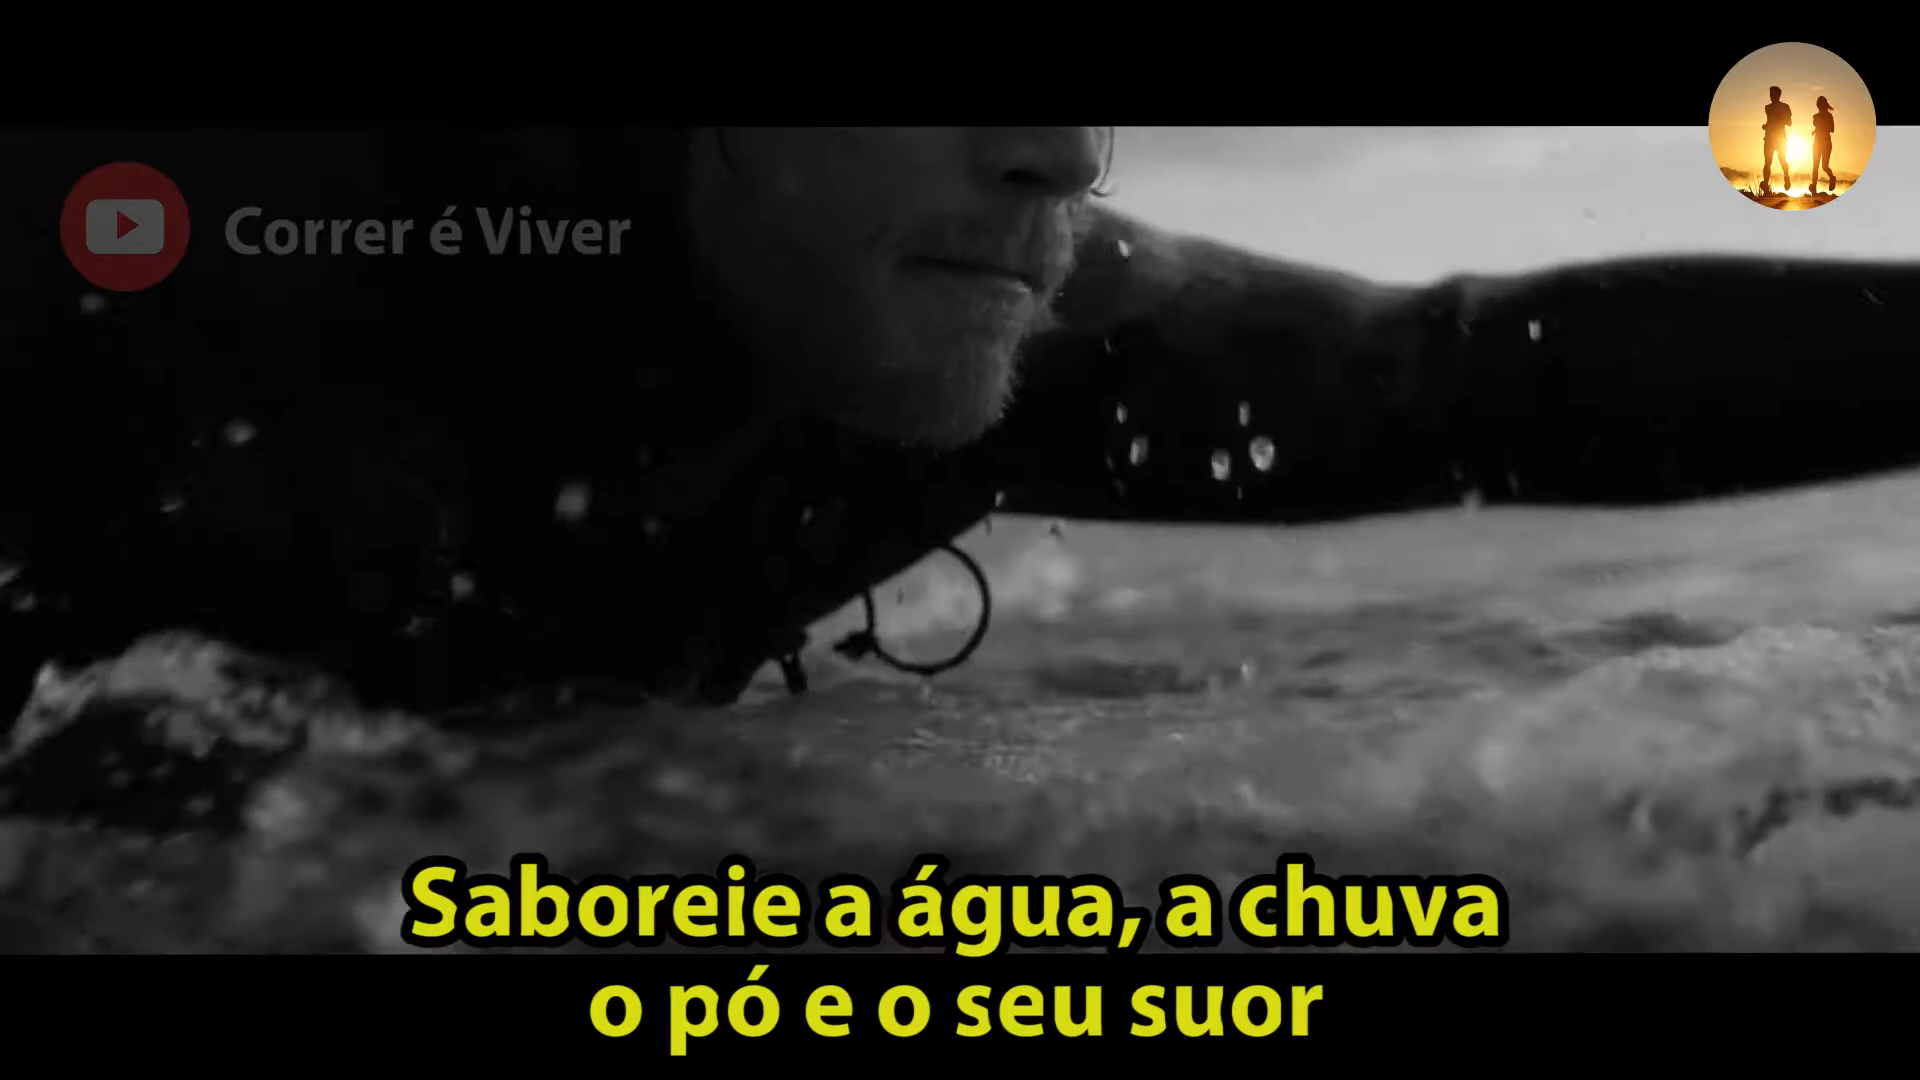 Correr é Viver
Saboreie a água, a chuva
o pó e o seu suor